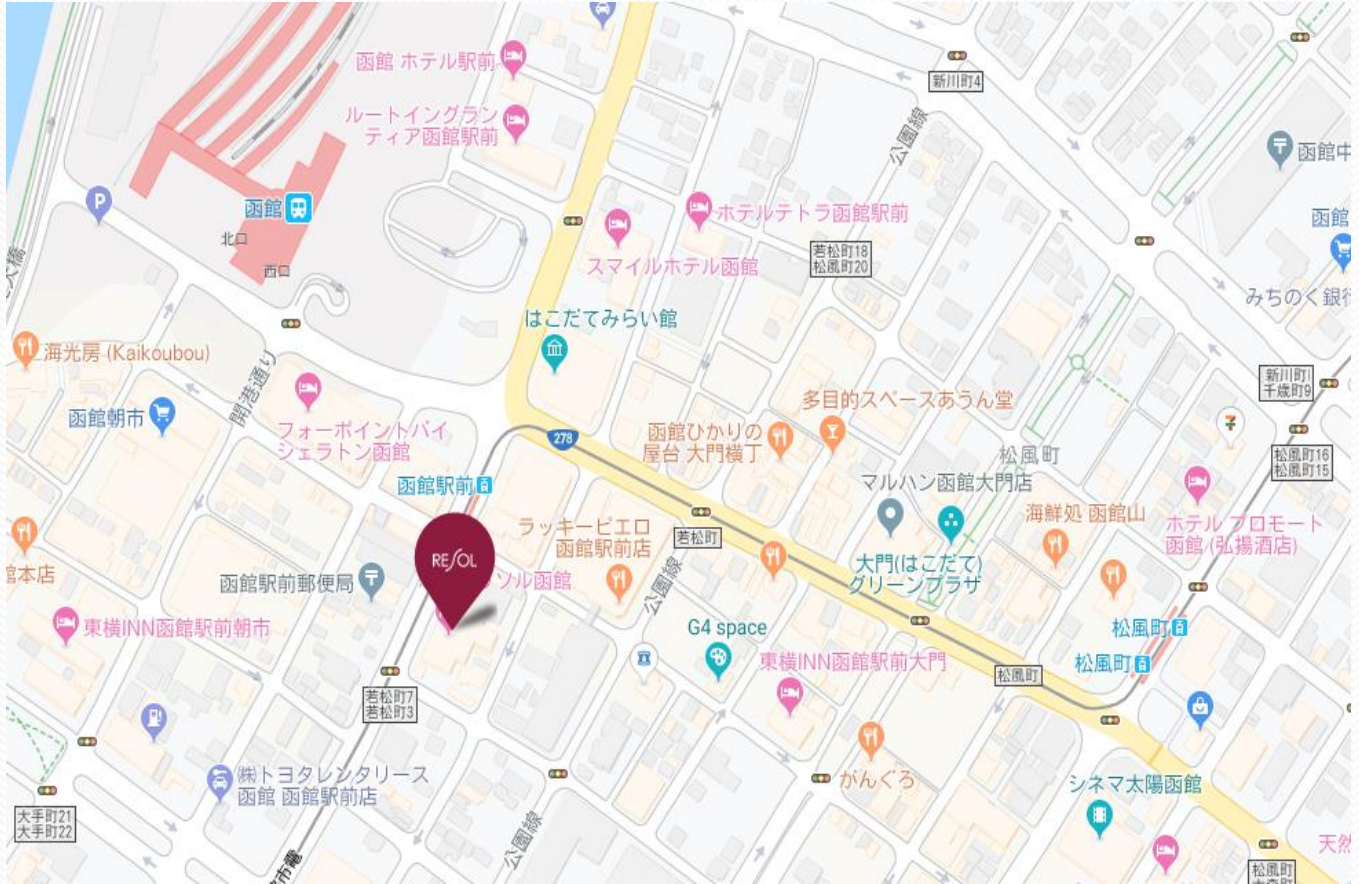 函館 ホテル駅前
ルートイングラン
ティア函館駅前
新川町4
公園線
函館中
函館
P
函館
北口
西口
ホテルテトラ函館駅前
スマイルホテル函館
若松町18
松風町20
みちのく銀行
はこだてみらい館
海光房 (Kaikoubou)
開港通り
函館朝市
フォーポイントバイ
シェラトン函館
278
函館ひかりの
屋台 大門横丁
多目的スペースあうん堂
松風町
新川町1
千歳町9
松風町16
松風町15
函館駅前
マルハン函館大門店
海鮮処 函館山
ホテル プロモート
函館 (弘揚酒店)
RESOL
ソル函館
ラッキーピエロ
函館駅前店
若松町
大門(はこだて)
グリーンプラザ
館本店
函館駅前郵便局
公園線
東横INN函館駅前朝市
G4 space
東横INN函館駅前大門
松風町
松風町
松風町
若松町7
若松町3
㈱トヨタレンタリース
函館 函館駅前店
がんぐろ
シネマ太陽函館
大手町21
大手町22
公園線
市電
天然
松風町